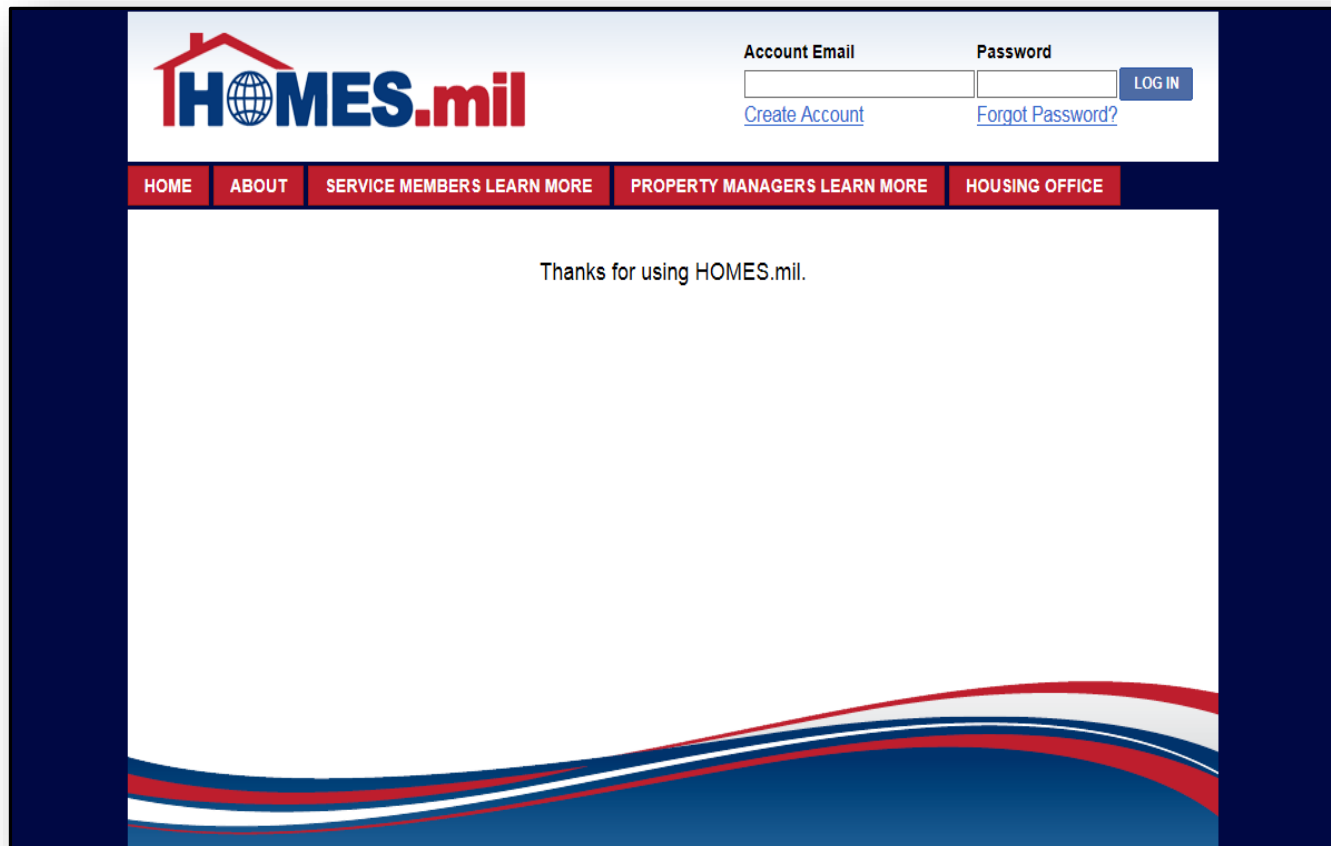 HOMES.mil
Account Email
Password
LOG IN
Create Account
Forgot Password?
HOME
ABOUT
SERVICE MEMBERS LEARN MORE
PROPERTY MANAGERS LEARN MORE
HOUSING OFFICE
Thanks for using HOMES.mil.